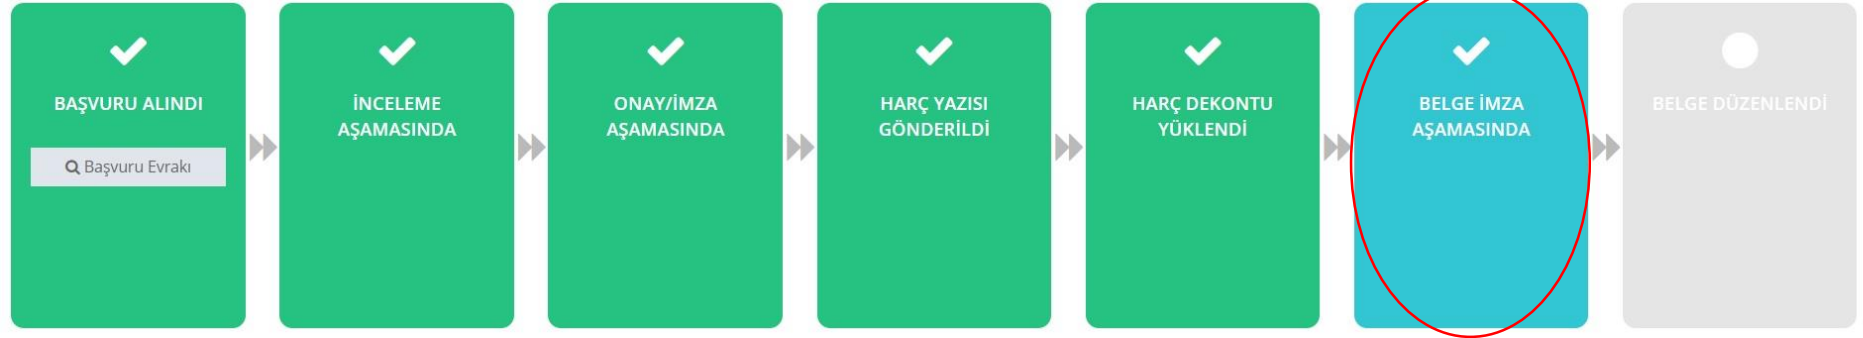 BAŞVURU ALINDI
Başvuru Evrakı
İNCELEME
AŞAMASINDA
ONAY/İMZA
AŞAMASINDA
HARÇ YAZISI
GÖNDERİLDİ
HARÇ DEKONTU
YÜKLENDİ
BELGE İMZA
AŞAMASINDA
BELGE DÜZENLENDİ